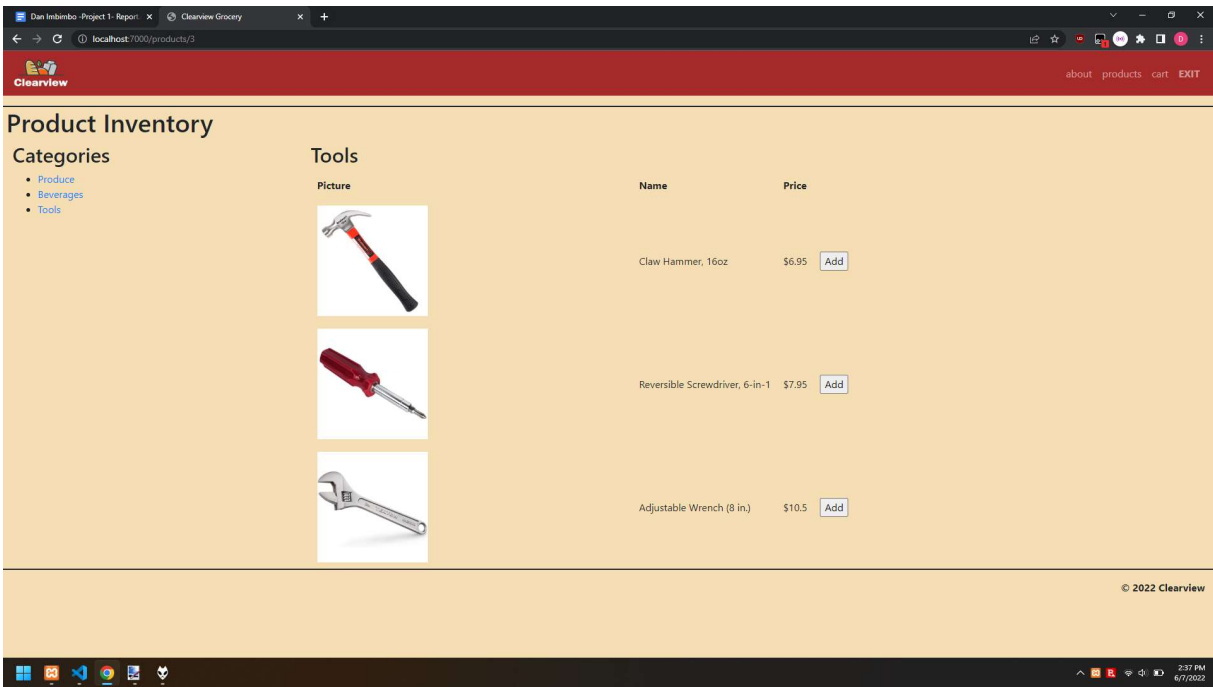 Dan Imbimbo -Project 1- Report
Clearview Grocery
localhost:7000/products/3
Clearview
about products cart EXIT
Product Inventory
Categories
Produce
Beverages
Tools
Tools
Picture Name Price
Claw Hammer, 16oz $6.95 Add
Reversible Screwdriver, 6-in-1 $7.95 Add
Adjustable Wrench (8 in.) $10.5 Add
© 2022 Clearview
2:37 PM
6/7/2022